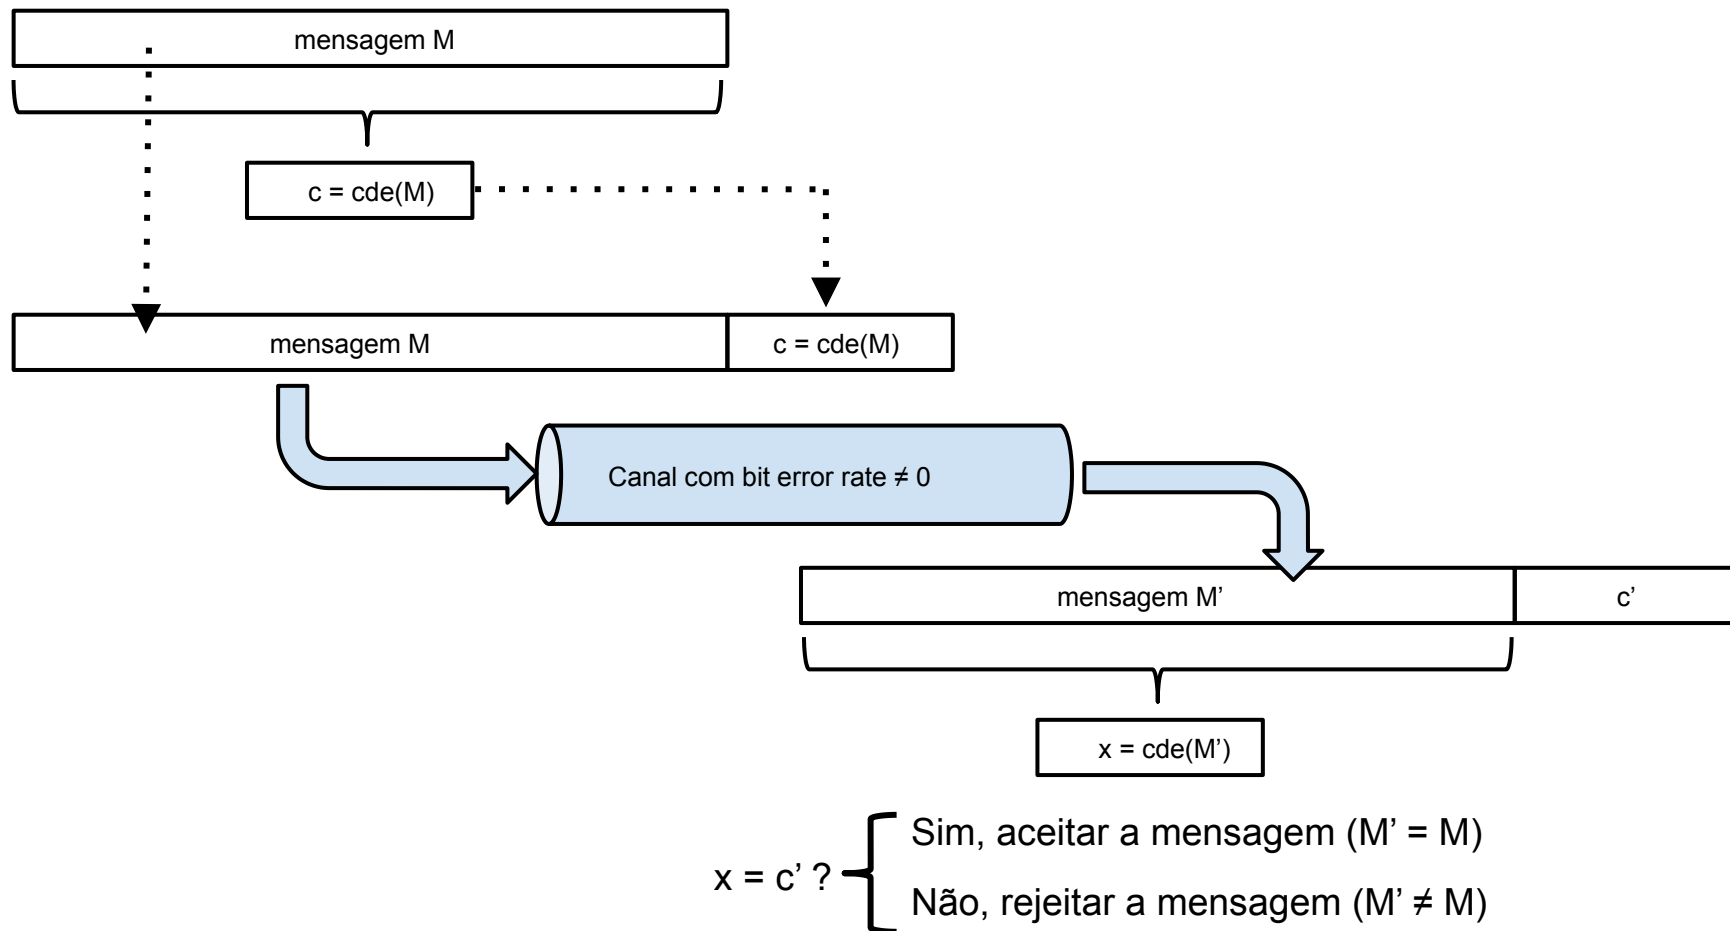 mensagem M
c = cde(M)
mensagem M
c = cde(M)
Canal com bit error rate ≠ 0
mensagem M’
c’
x = cde(M’)
Sim, aceitar a mensagem (M’ = M)
x = c’ ?
Não, rejeitar a mensagem (M’ ≠ M)